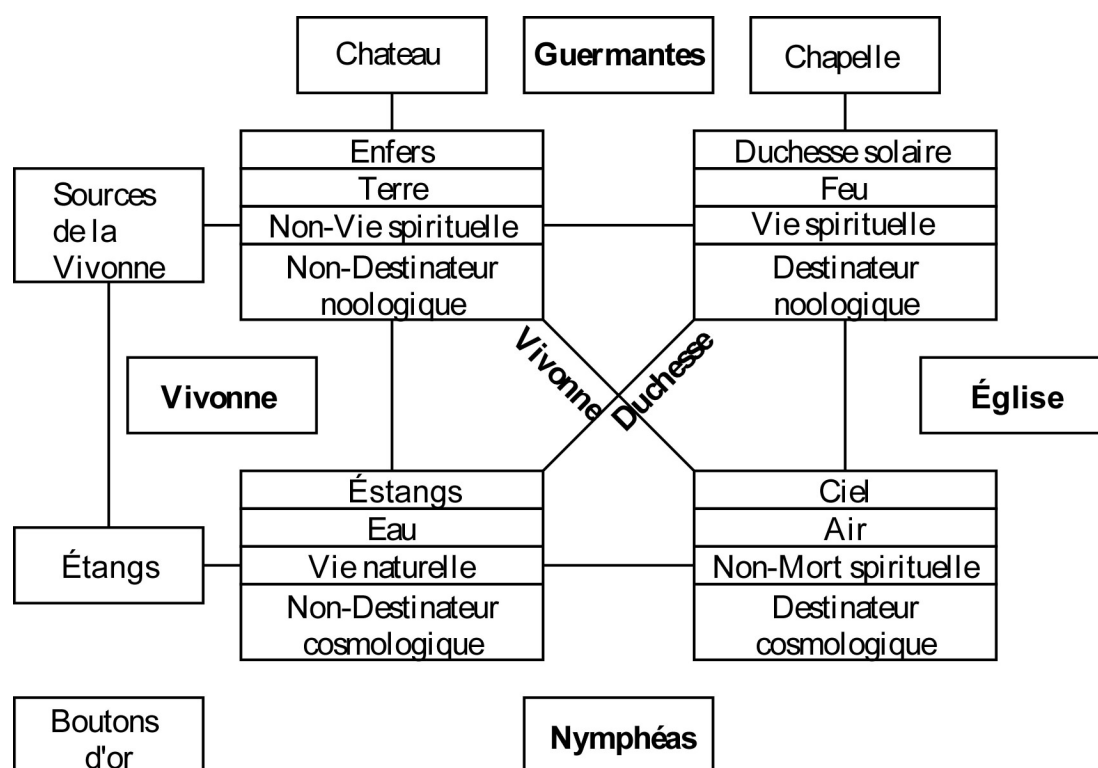 Chateau
Guermantes
Chapelle
Enfers
Terre
Non-Vie spirituelle
Non-Destinateur
noologique
Duchesse solaire
Feu
Vie spirituelle
Destinateur
noologique
Sources
de la
Vivonne
Vivonne
Duchesse
Vivonne
Église
Éstangs
Eau
Vie naturelle
Non-Destinateur
cosmologique
Ciel
Air
Non-Mort spirituelle
Destinateur
cosmologique
Étangs
Boutons
d'or
Nymphéas